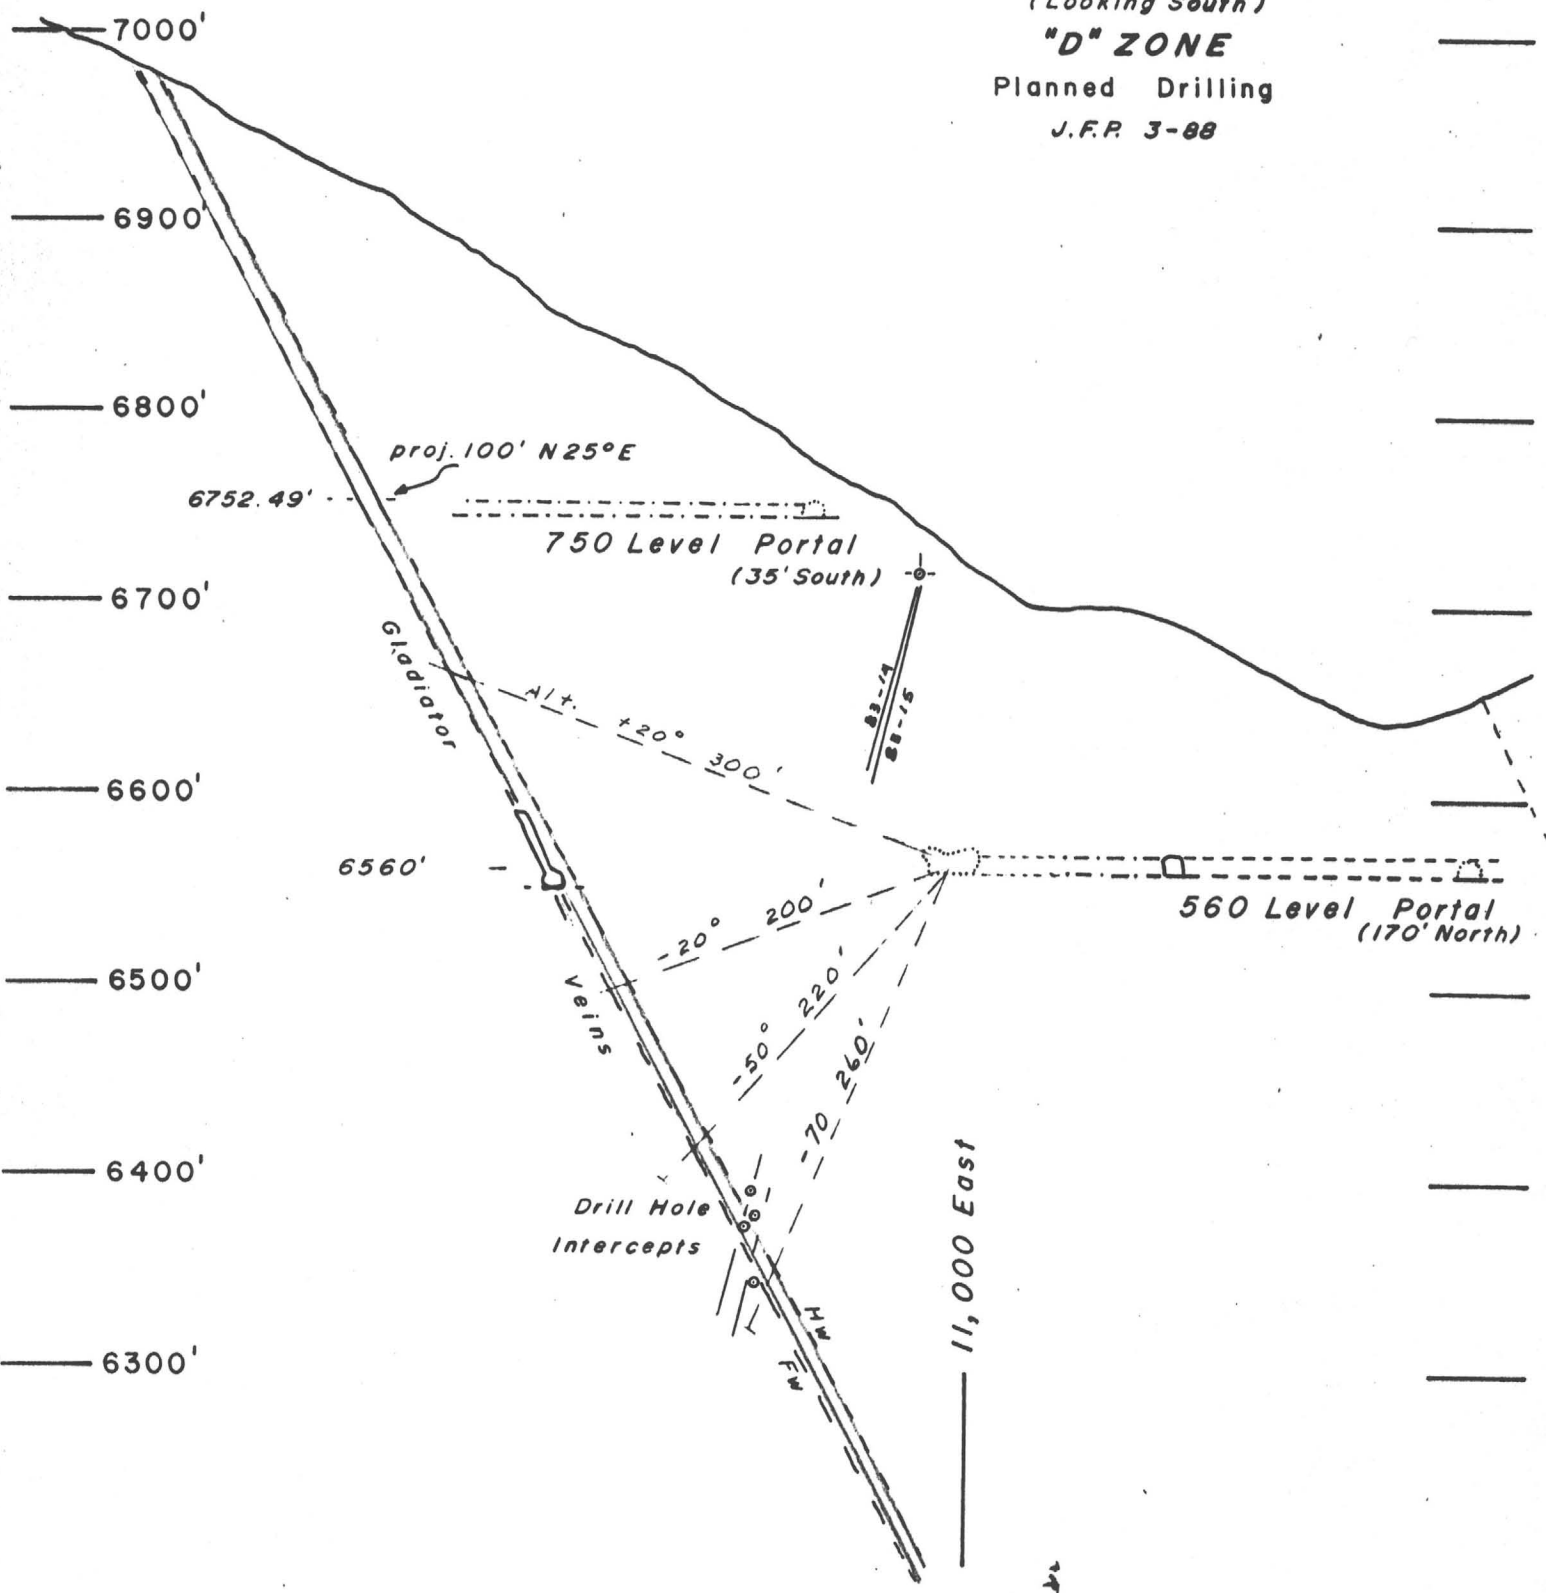 (Looking South)
"D" ZONE
Planned Drilling
J.F.P. 3-88
7000'
6900'
6800'
proj. 100' N25°E
6752.49'
750 Level Portal
(35' South)
6700'
Gladiator
Alt. +20° 300'
88-15
6600'
6560'
560 Level Portal
(170' North)
-20° 200'
6500'
Veins
-50° 220'
-70 260'
6400'
Drill Hole
Intercepts
11,000 East
6300'
HW
FW